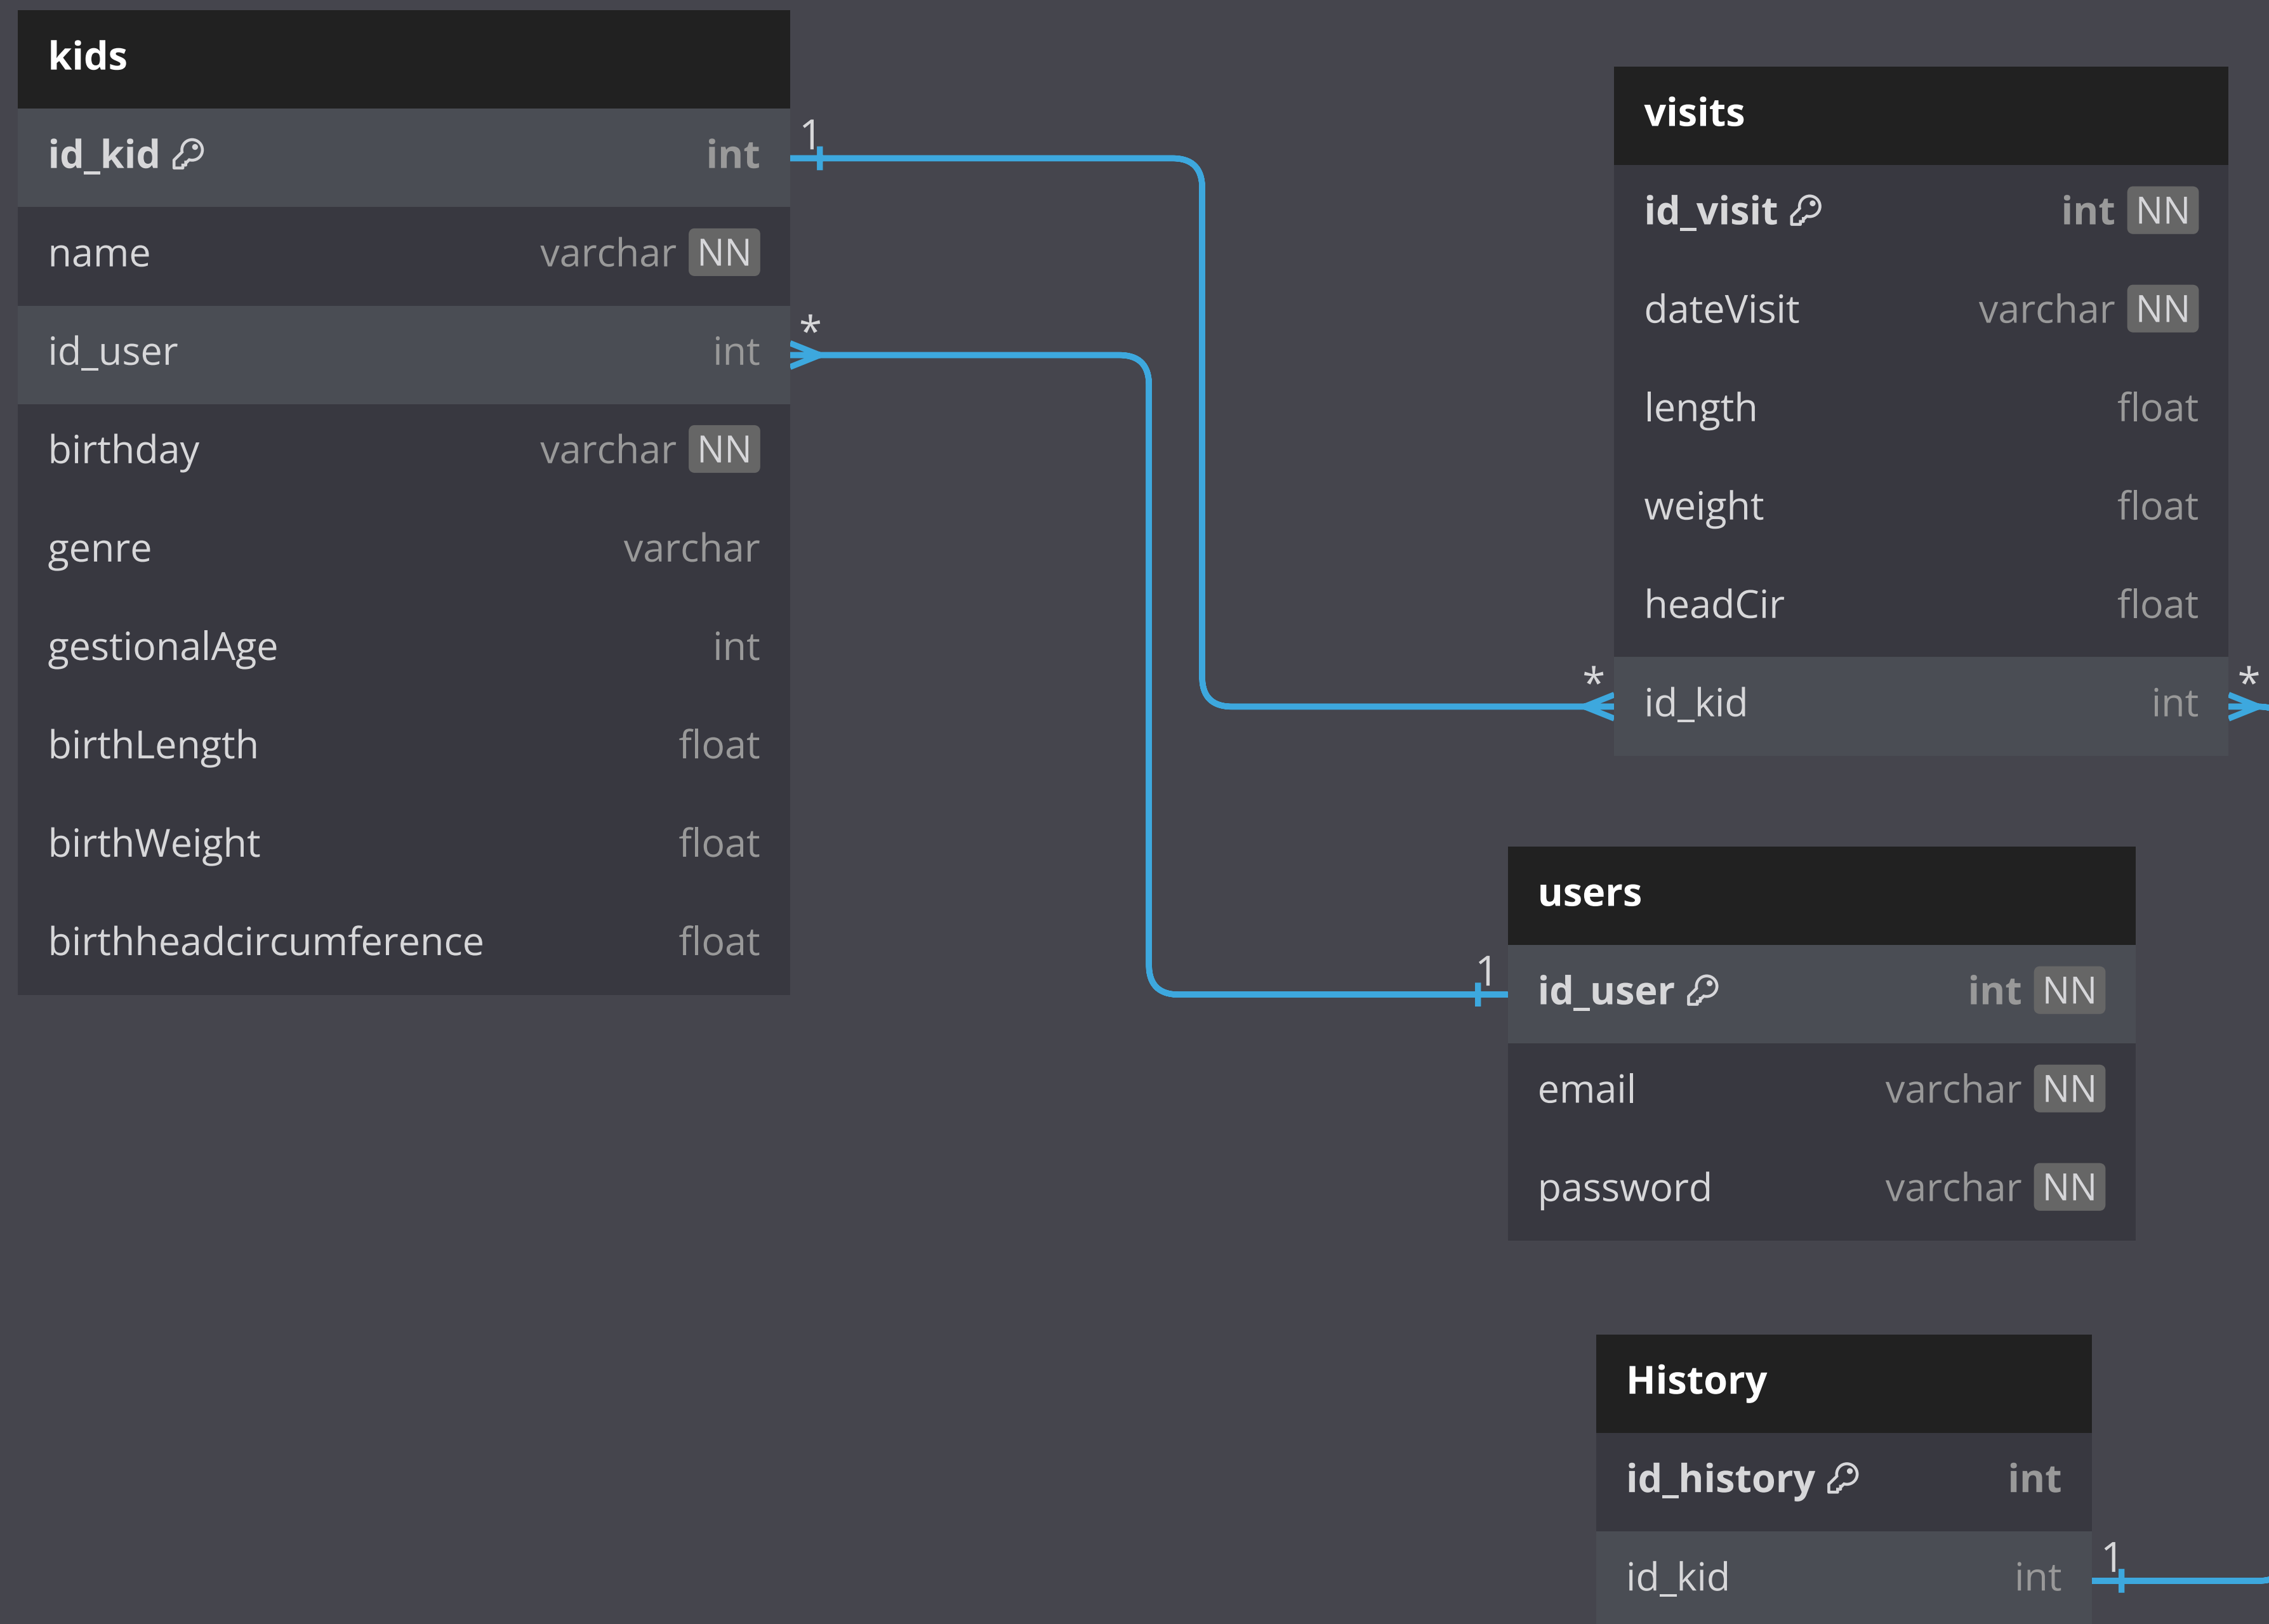 kids
id_kid int
name varchar NN
id_user int
birthday varchar NN
genre varchar
gestionalAge int
birthLength float
birthWeight float
birthheadcircumference float
1
*
visits
id_visit int NN
dateVisit varchar NN
length float
weight float
headCir float
id_kid int
*
*
users
id_user int NN
email varchar NN
password varchar NN
1
History
id_history int
id_kid int
1